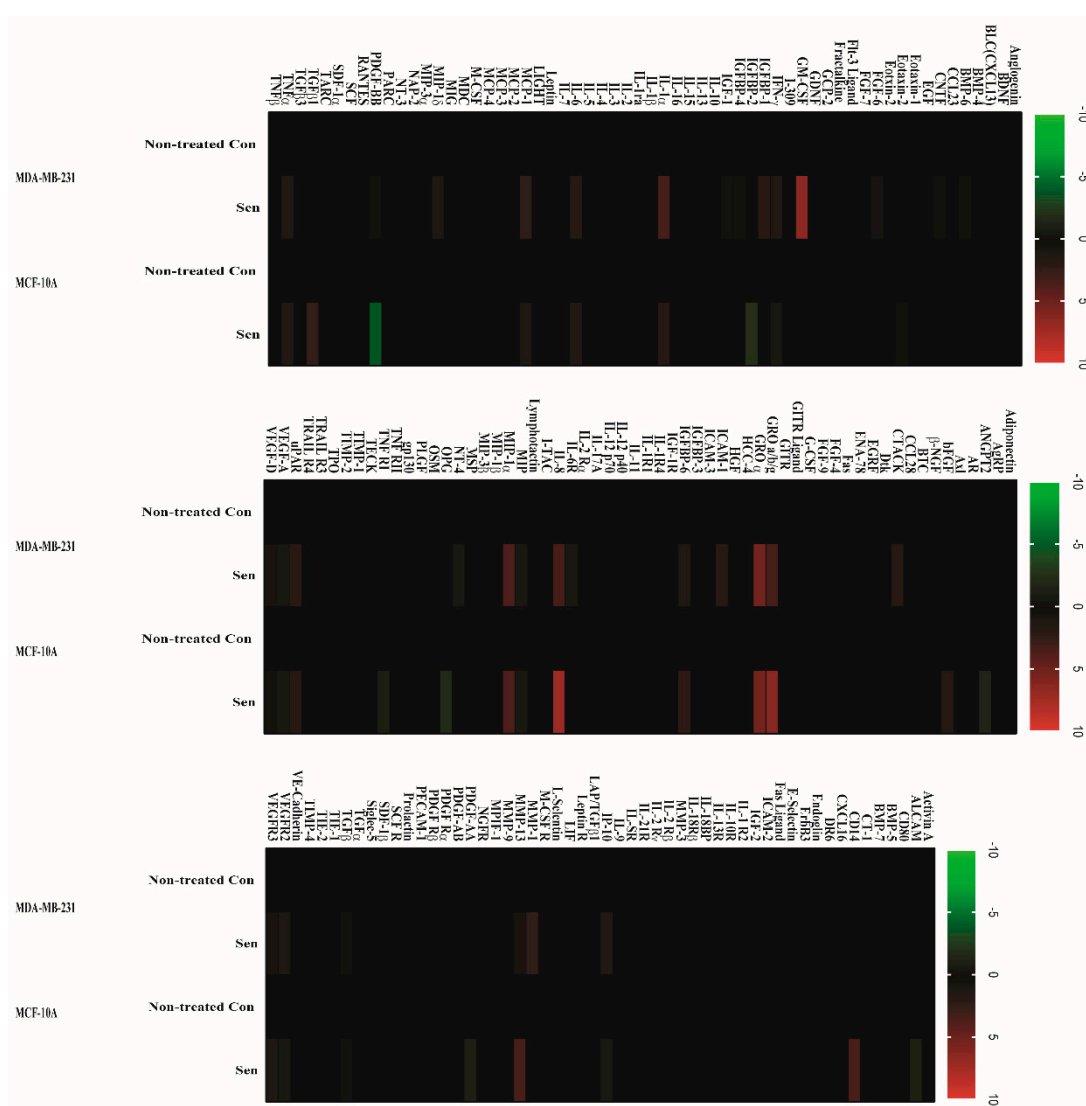 Angiogenin
BDNF
BLC(CXCL13)
BMP-4
BMP-6
CCL23
CNTF
EGF
Eotaxin-1
Eotaxin-2
Eotxin-2
FGF-6
FGF-7
Flt-3 Ligand
Fractalkine
GCP-2
GDNF
GM-CSF
I-309
IFN-γ
IGFBP-1
IGFBP-2
IGFBP-4
IGF-1
IL-10
IL-13
IL-15
IL-16
IL-1α
IL-1β
IL-1ra
IL-2
IL-3
IL-4
IL-5
IL-6
IL-7
Leptin
LIGHT
MCP-1
MCP-2
MCP-3
MCP-4
M-CSF
MDC
MIG
MIP-1δ
MIP-3α
NAP-2
NT-3
PARC
PDGF-BB
RANTES
SCF
SDF-1α
TARC
TGFβ1
TGFβ3
TNFα
TNFβ
-10
-5
0
5
10
MDA-MB-231
Non-treated Con
Sen
MCF-10A
Non-treated Con
Sen
Adiponectin
AgRP
ANGPT2
AR
Axl
bFGF
β-NGF
BTC
CCL28
CTACK
Dtk
EGRF
ENA-78
Fas
FGF-4
FGF-9
G-CSF
GITR Ligand
GITR
GRO a/b/g
GRO α
HCC-4
HGF
ICAM-1
ICAM-3
IGFBP-3
IGFBP-6
IGF-1R
IL-1R4
IL-1R1
IL-11
IL-12 p40
IL-12 p70
IL-17A
IL-2 Rα
IL-6R
IL-8
I-TAC
Lymphotactin
MIF
MIP-1α
MIP-1β
MIP-3β
MSP
NT-4
OPG
OSM
PLGF
gp130
TNF RII
TNF RI
TECK
TIMP-1
TIMP-2
TPO
TRAIL R3
TRAIL R4
uPAR
VEGF-A
VEGF-D
-10
-5
0
5
10
MDA-MB-231
Non-treated Con
Sen
MCF-10A
Non-treated Con
Sen
Activin A
ALCAM
CD80
BMP-5
BMP-7
CT-1
CD14
CXCL16
DR6
Endoglin
ErbB3
E-Selectin
Fas Ligand
ICAM-2
IGF-2
IL-1 R2
IL-10R
IL-13R
IL-18BP
IL-18Rβ
MMP-3
IL-2 Rβ
IL-2 Rγ
IL-21R
IL-5R
IL-9
IP-10
LAP/TGFβ1
Leptin R
LIF
L-Selentin
M-CSF R
MMP-1
MMP-13
MMP-9
MPIF-1
NGFR
PDGF-AA
PDGF-AB
PDGF Rα
PDGF Rβ
PECAM-1
Prolactin
SCF R
SDF-1β
Siglec-5
TGFα
TGFβ
TIE-1
TIE-2
TIMP-4
VE-Cadherin
VEGFR2
VEGFR3
-10
-5
0
5
10
MDA-MB-231
Non-treated Con
Sen
MCF-10A
Non-treated Con
Sen